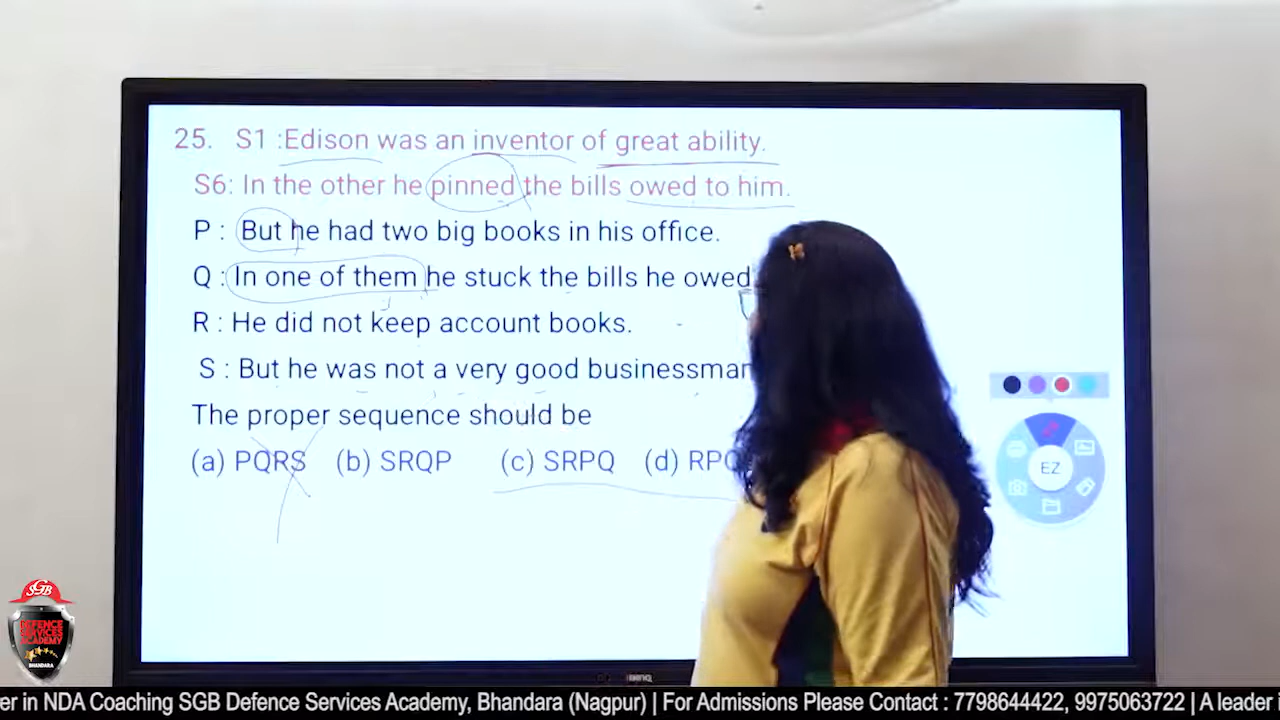 25. S1 :Edison was an inventor of great ability.
S6: In the other he pinned the bills owed to him.
P : But he had two big books in his office.
Q : In one of them he stuck the bills he owed
R : He did not keep account books.
S : But he was not a very good businessman
The proper sequence should be
(a) PQRS (b) SRQP (c) SRPQ (d) RPQ
EZ
SGB
DEFENCE
SERVICES
ACADEMY
BHANDARA
BenQ
er in NDA Coaching SGB Defence Services Academy, Bhandara (Nagpur) | For Admissions Please Contact : 7798644422, 9975063722 | A leader i